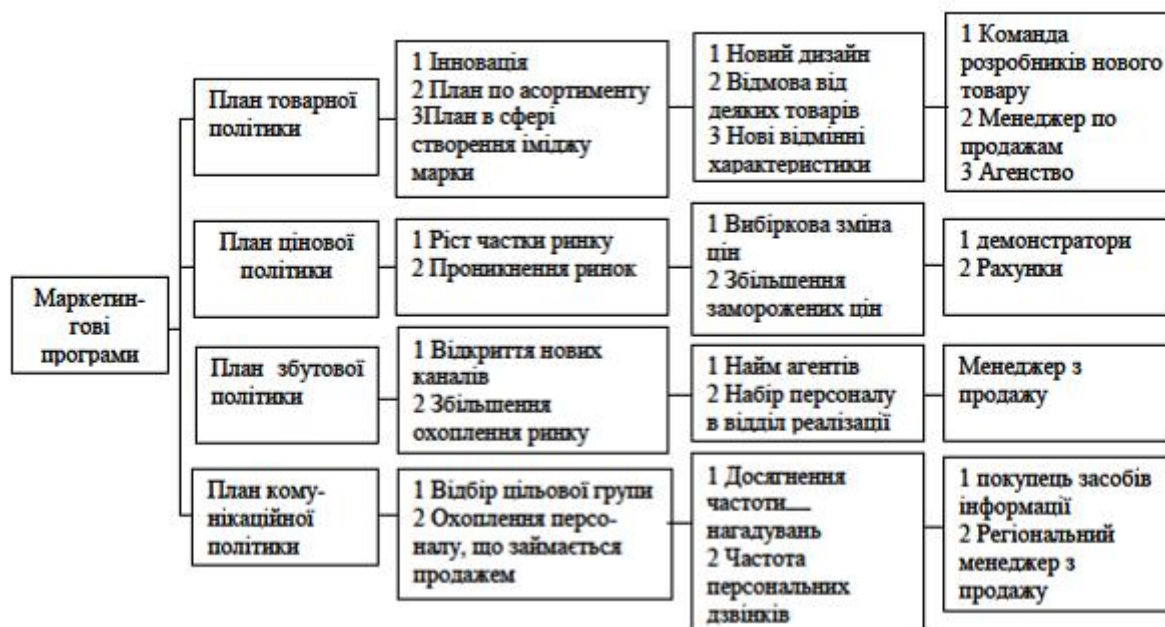 Маркетин-
гові
програми
План товарної
політики
1 Інновація
2 План по асортименту
3План в сфері
створення іміджу
марки
1 Новий дизайн
2 Відмова від
деяких товарів
3 Нові відмінні
характеристики
1 Команда
розробників нового
товару
2 Менеджер по
продажам
3 Агенство
План цінової
політики
1 Ріст частки ринку
2 Проникнення ринок
1 Вибіркова зміна
цін
2 Збільшення
заморожених цін
1 демонстратори
2 Рахунки
План збутової
політики
1 Відкриття нових
каналів
2 Збільшення
охоплення ринку
1 Найм агентів
2 Набір персоналу
в відділ реалізації
Менеджер з
продажу
План кому-
нікаційної
політики
1 Відбір цільової групи
2 Охоплення персо-
налу, що займається
продажем
1 Досягнення
частоти
нагадувань
2 Частота
персональних
дзвінків
1 покупець засобів
інформації
2 Регіональний
менеджер з
продажу